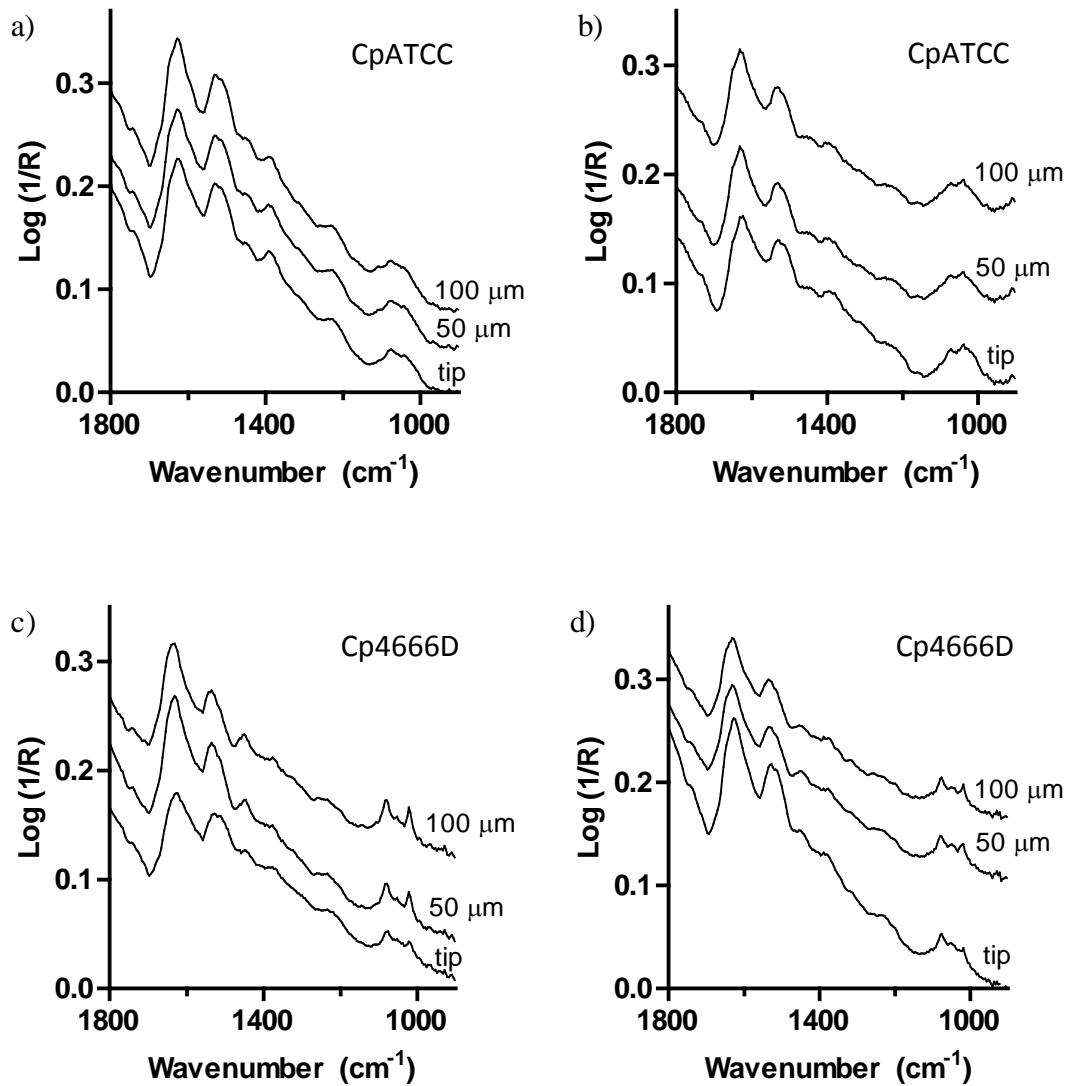 a)
CpATCC
Log (1/R)
0.3
0.2
0.1
0.0
100 μm
50 μm
tip
1800
1400
1000
Wavenumber (cm⁻¹)
b)
CpATCC
Log (1/R)
0.3
0.2
0.1
0.0
100 μm
50 μm
tip
1800
1400
1000
Wavenumber (cm⁻¹)
c)
Cp4666D
Log (1/R)
0.3
0.2
0.1
0.0
100 μm
50 μm
tip
1800
1400
1000
Wavenumber (cm⁻¹)
d)
Cp4666D
Log (1/R)
0.3
0.2
0.1
0.0
100 μm
50 μm
tip
1800
1400
1000
Wavenumber (cm⁻¹)